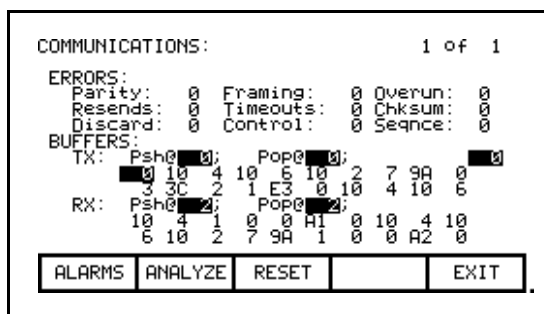 COMMUNICATIONS: 1 of 1
ERRORS:
Parity: 0 Framing: 0 Overun: 0
Resends: 0 Timeouts: 0 Chksum: 0
Discard: 0 Control: 0 Seqnce: 0
BUFFERS:
TX: Psh@ 0; Pop@ 0; 0
0 10 4 10 6 10 2 7 9A 0
3 3C 2 1 E3 0 10 4 10 6
RX: Psh@ 2; Pop@ 2;
10 4 1 0 0 A1 0 10 4 10
6 10 2 7 9A 1 0 0 A2 0
ALARMS ANALYZE RESET EXIT
.